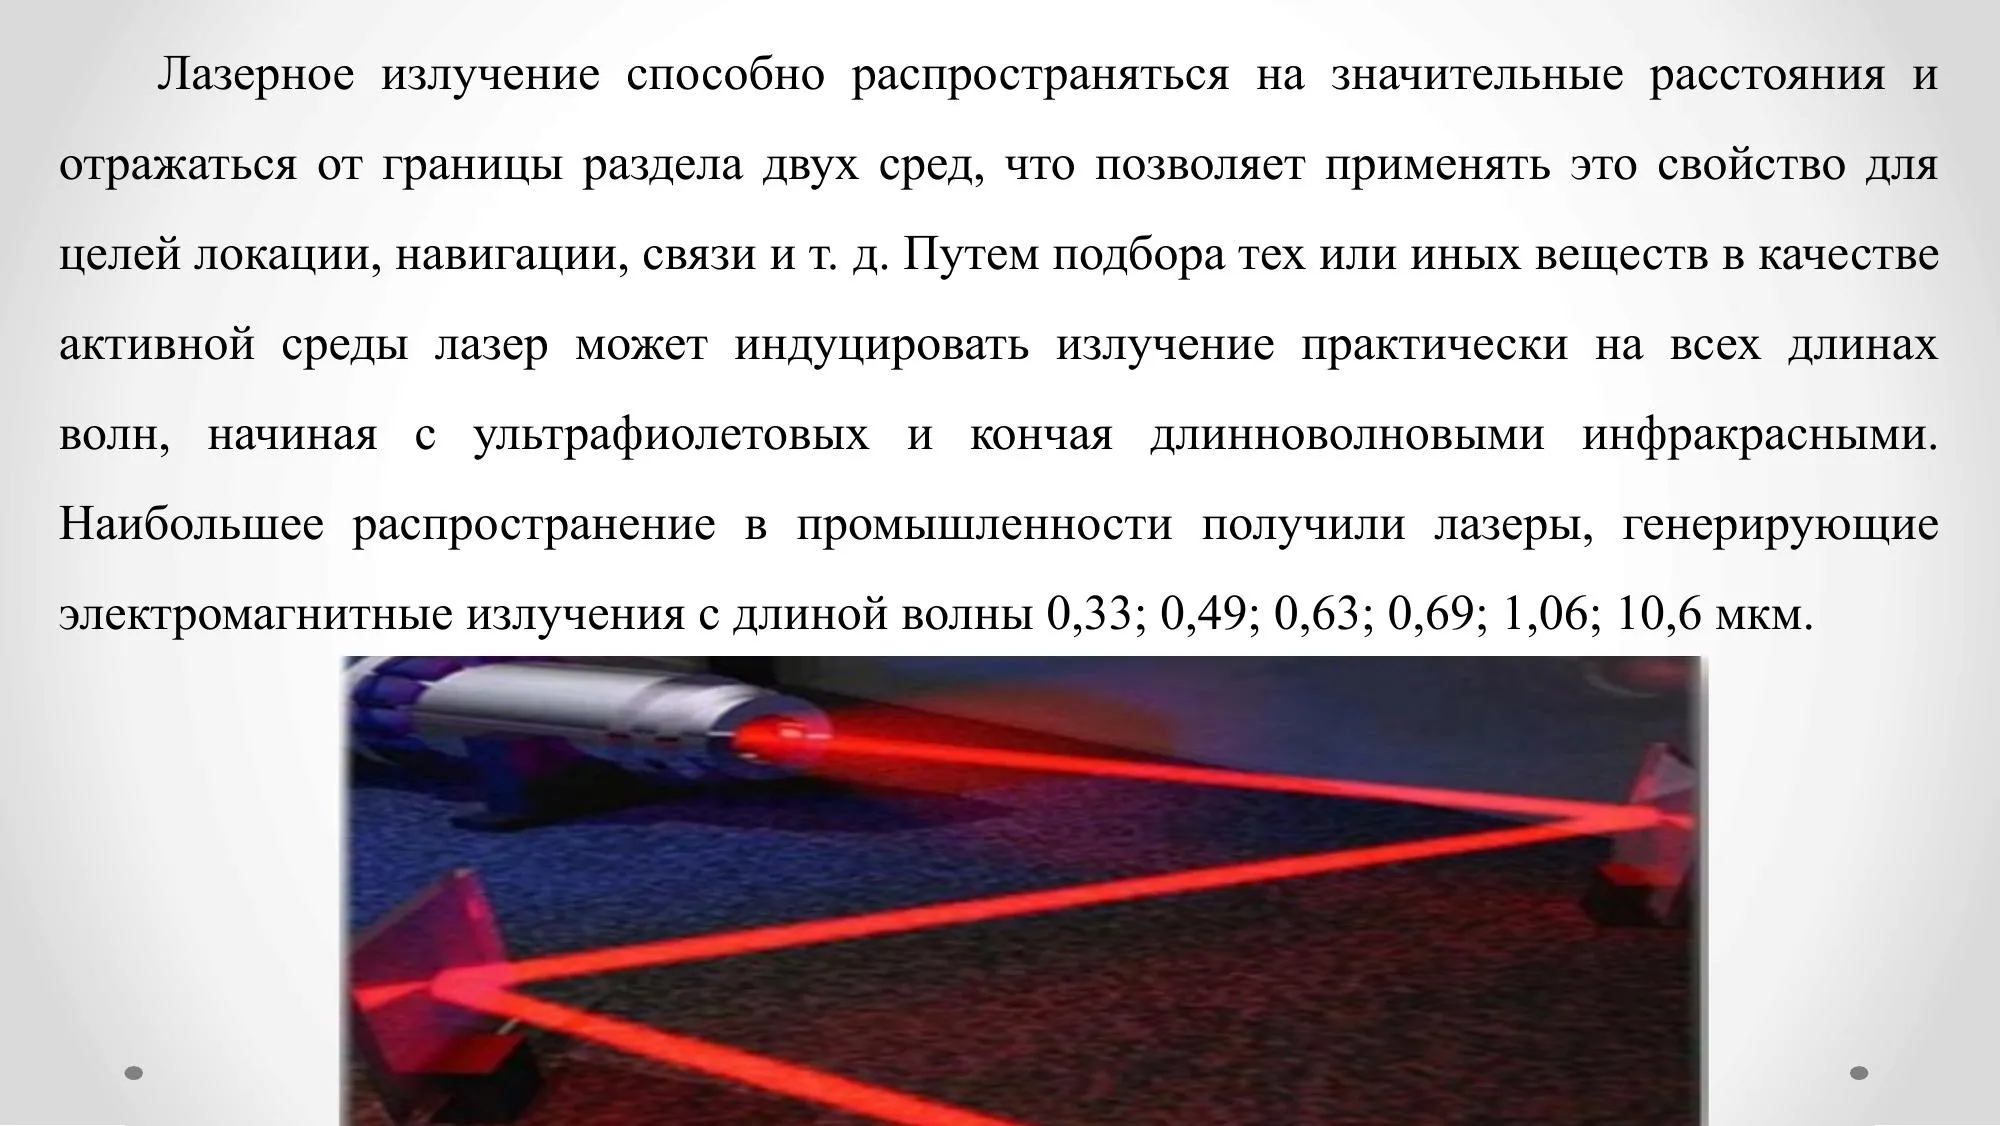 Лазерное излучение способно распространяться на значительные расстояния и
отражаться от границы раздела двух сред, что позволяет применять это свойство для
целей локации, навигации, связи и т. д. Путем подбора тех или иных веществ в качестве
активной среды лазер может индуцировать излучение практически на всех длинах
волн, начиная с ультрафиолетовых и кончая длинноволновыми инфракрасными.
Наибольшее распространение в промышленности получили лазеры, генерирующие
электромагнитные излучения с длиной волны 0,33; 0,49; 0,63; 0,69; 1,06; 10,6 мкм.